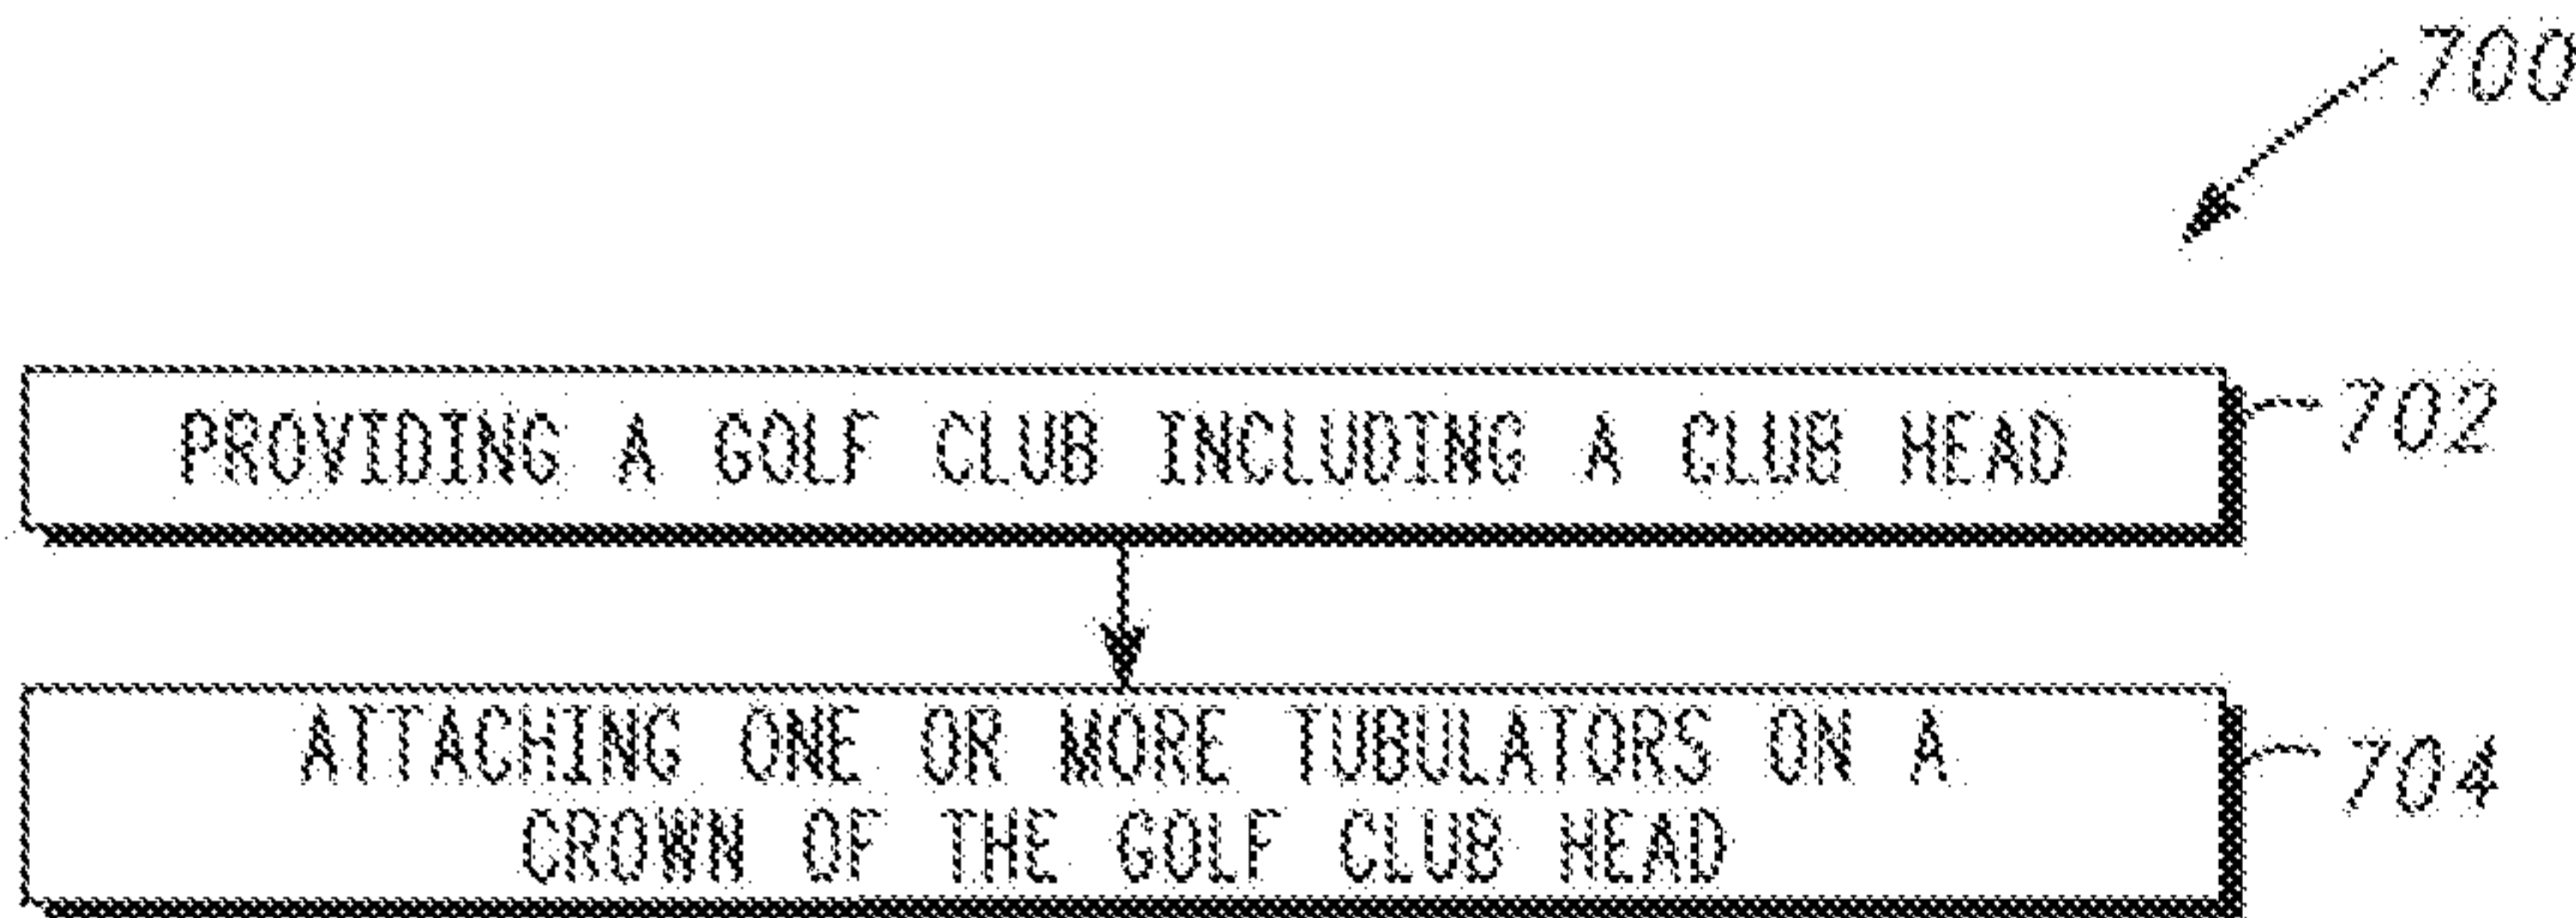 700
PROVIDING A GOLF CLUB INCLUDING A CLUB HEAD
702
ATTACHING ONE OR MORE TUBULATORS ON A
CROWN OF THE GOLF CLUB HEAD
704